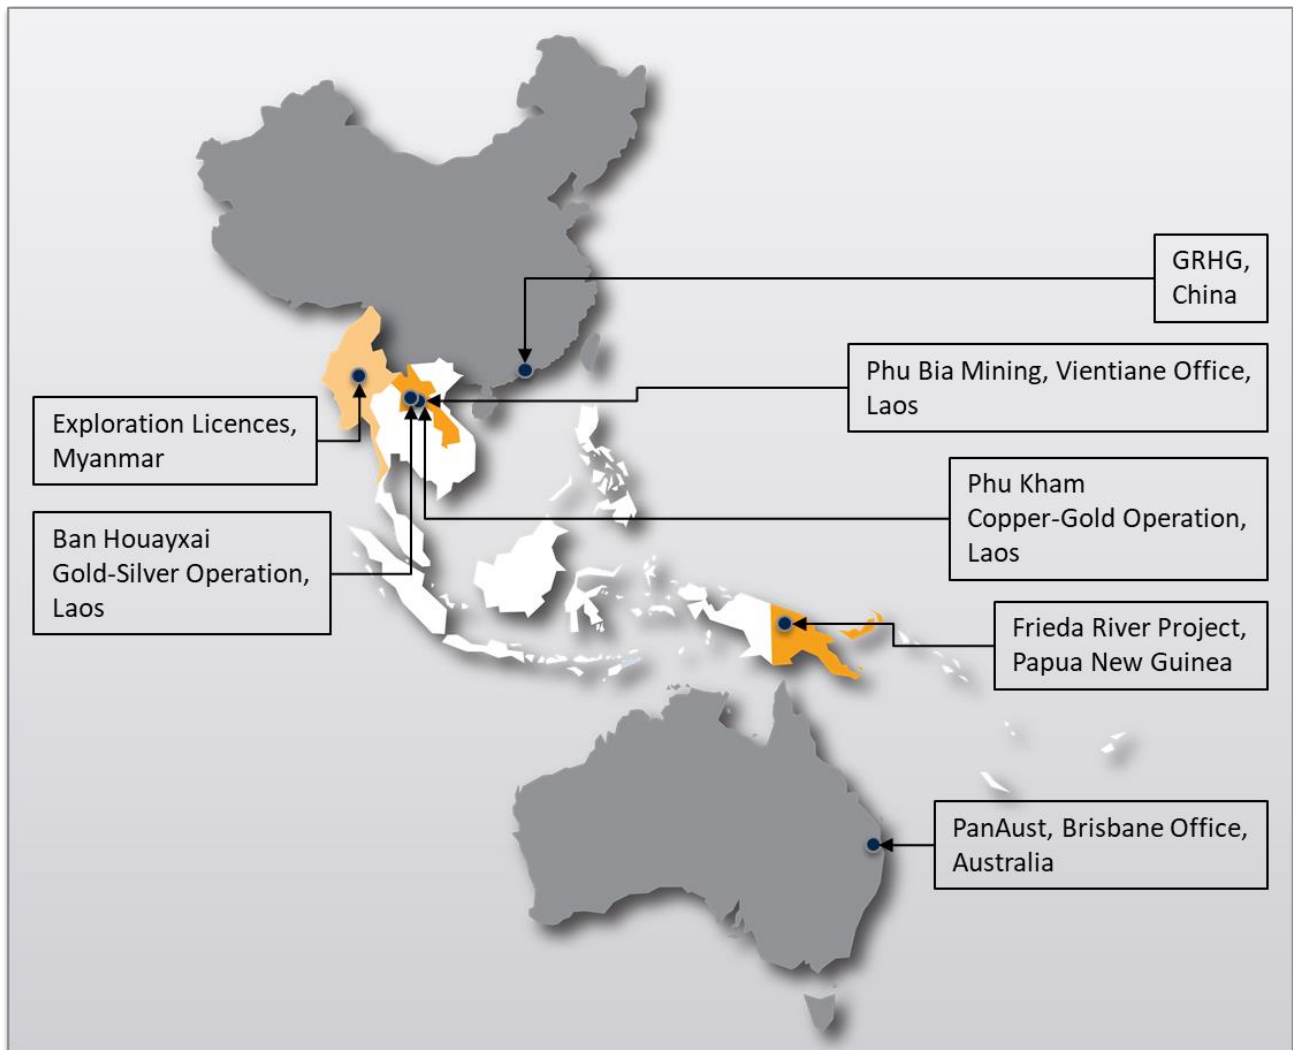 GRHG,
China
Phu Bia Mining, Vientiane Office,
Laos
Exploration Licences,
Myanmar
Phu Kham
Copper-Gold Operation,
Laos
Ban Houayxai
Gold-Silver Operation,
Laos
Frieda River Project,
Papua New Guinea
PanAust, Brisbane Office,
Australia